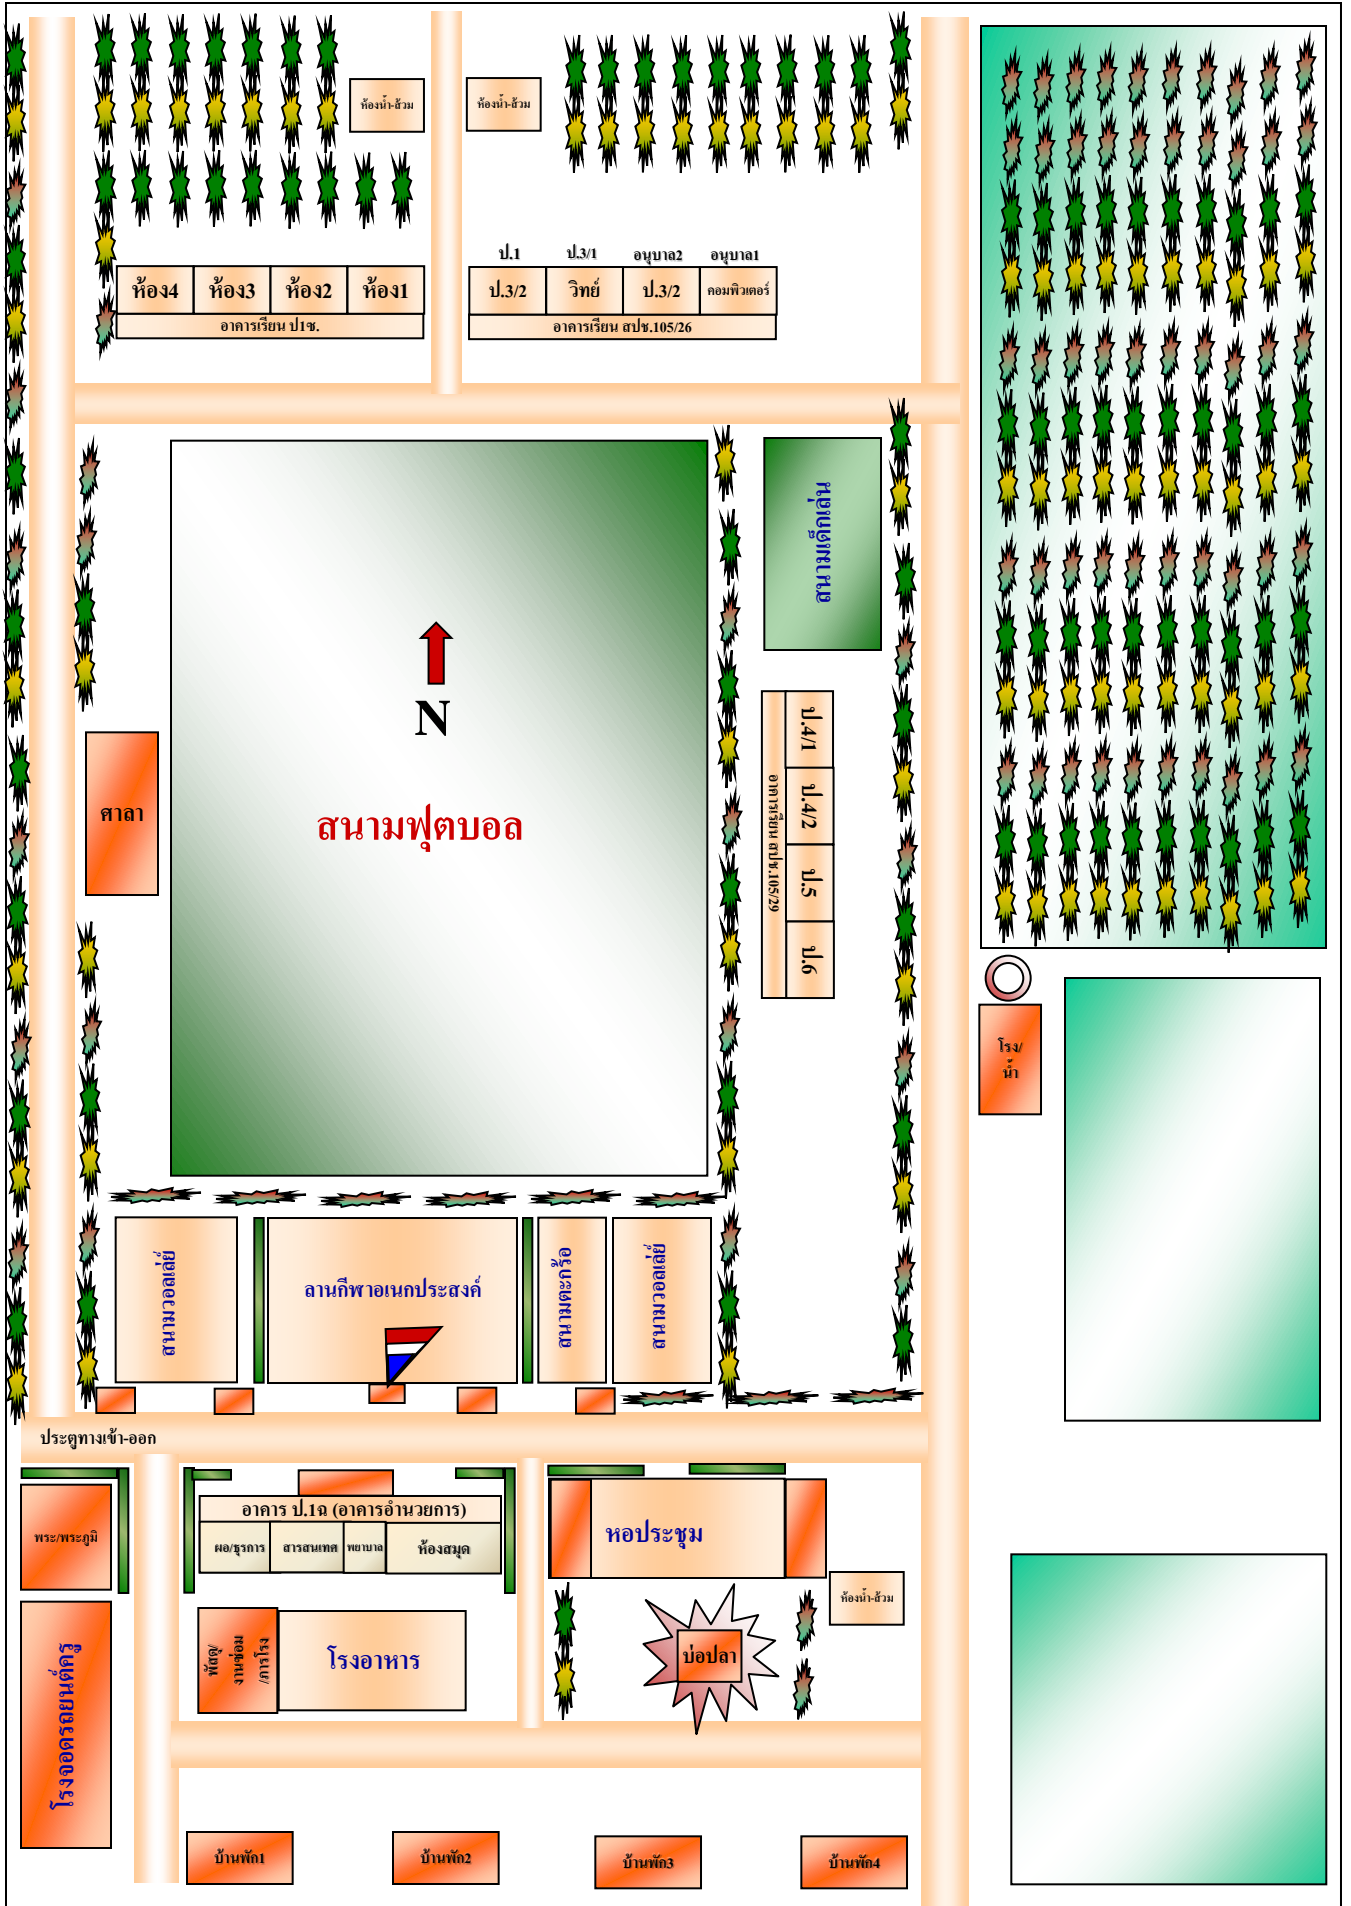 ห้องน้ำ-ส้วม
ห้องน้ำ-ส้วม
ป.1
ป.3/1
อนุบาล2
อนุบาล1
ห้อง4
ห้อง3
ห้อง2
ห้อง1
ป.3/2
วิทย์
ป.3/2
คอมพิวเตอร์
อาคารเรียน ป1ซ.
อาคารเรียน สปช.105/26
สนามเด็กเล่น
N
สนามฟุตบอล
ศาลา
ป.4/1
ป.4/2
ป.5
ป.6
อาคารเรียน สปช.105/29
โรง/
น้ำ
สนามวอลเล่ย์
ลานกีฬาอเนกประสงค์
สนามตะกร้อ
สนามวอลเล่ย์
ประตูทางเข้า-ออก
พระ/พระภูมิ
อาคาร ป.1ฉ (อาคารอำนวยการ)
ผอ/ธุรการ
สารสนเทศ
พยาบาล
ห้องสมุด
หอประชุม
ห้องน้ำ-ส้วม
พัสดุ/
งานซ่อม
/ภารโรง
โรงอาหาร
บ่อปลา
โรงจอดรถยนต์ครู
บ้านพัก1
บ้านพัก2
บ้านพัก3
บ้านพัก4